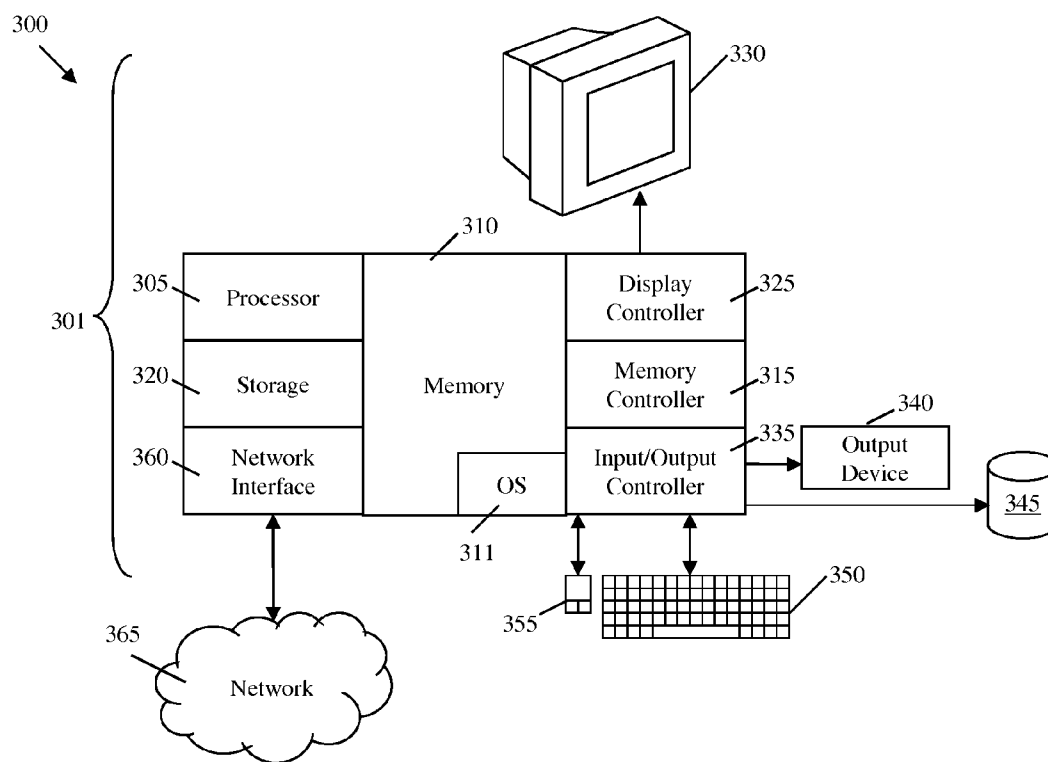 300
330
310
305
Processor
Display
Controller
325
301
320
Storage
Memory
Memory
Controller
315
340
360
Network
Interface
335
Input/Output
Controller
Output
Device
OS
345
311
355
350
365
Network